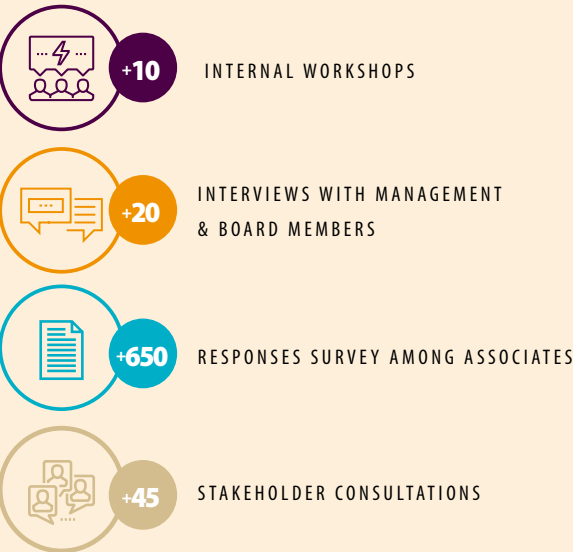 +10
INTERNAL WORKSHOPS
+20
INTERVIEWS WITH MANAGEMENT
& BOARD MEMBERS
+650
RESPONSES SURVEY AMONG ASSOCIATES
+45
STAKEHOLDER CONSULTATIONS